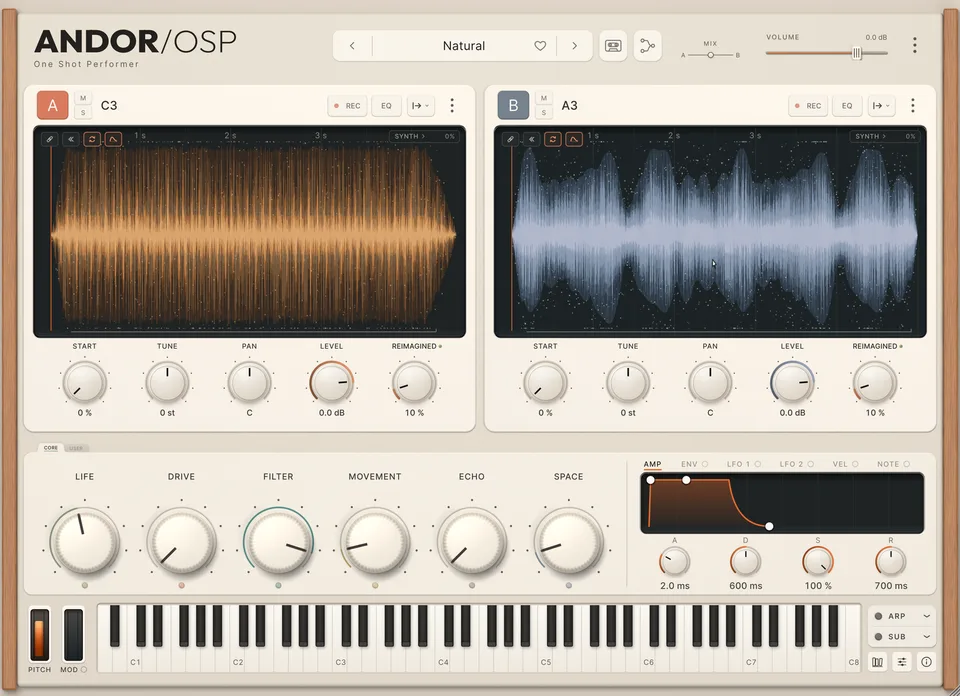 ANDOR/OSP
One Shot Performer
Natural
MIX
A B
VOLUME 0.0 dB
A M S C3 REC EQ
1 s 2 s 3 s SYNTH 0%
START TUNE PAN LEVEL REIMAGINED+
0 % 0 st C 0.0 dB 10 %
B M S A3 REC EQ
1 s 2 s 3 s SYNTH 0%
START TUNE PAN LEVEL REIMAGINED+
0 % 0 st C 0.0 dB 10 %
CORE USER
LIFE DRIVE FILTER MOVEMENT ECHO SPACE
AMP ENV LFO 1 LFO 2 VEL NOTE
A D S R
2.0 ms 600 ms 100 % 700 ms
PITCH MOD
C1 C2 C3 C4 C5 C6 C7 C8
ARP
SUB